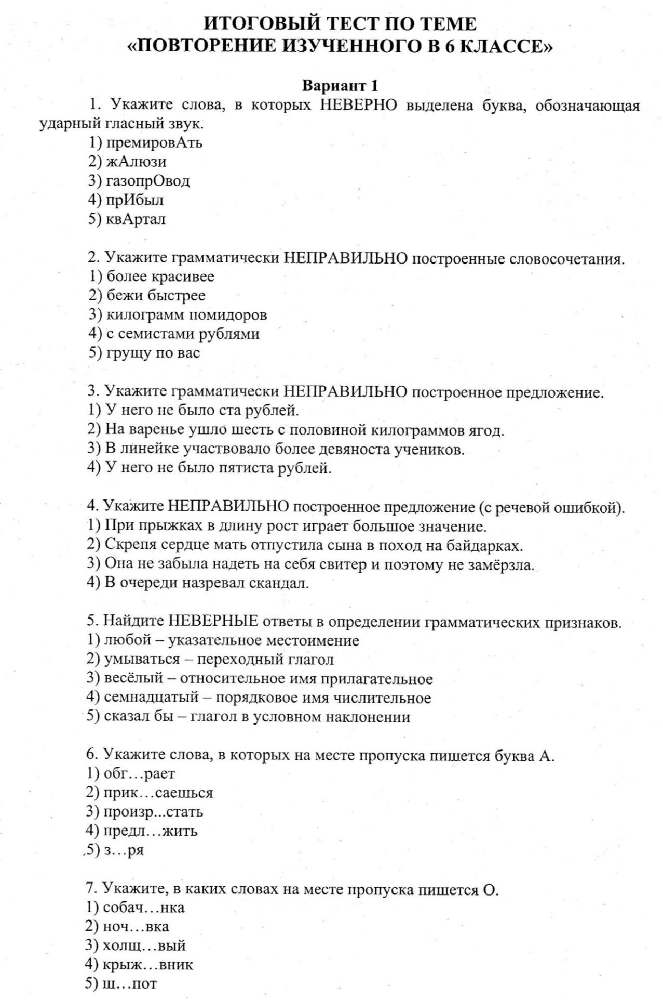 ИТОГОВЫЙ ТЕСТ ПО ТЕМЕ
«ПОВТОРЕНИЕ ИЗУЧЕННОГО В 6 КЛАССЕ»
Вариант 1
1. Укажите слова, в которых НЕВЕРНО выделена буква, обозначающая
ударный гласный звук.
1) премировАть
2) жАлюзи
3) газопрОвод
4) прИбыл
5) квАртал
2. Укажите грамматически НЕПРАВИЛЬНО построенные словосочетания.
1) более красивее
2) бежи быстрее
3) килограмм помидоров
4) с семистами рублями
5) грущу по вас
3. Укажите грамматически НЕПРАВИЛЬНО построенное предложение.
1) У него не было ста рублей.
2) На варенье ушло шесть с половиной килограммов ягод.
3) В линейке участвовало более девяноста учеников.
4) У него не было пятиста рублей.
4. Укажите НЕПРАВИЛЬНО построенное предложение (с речевой ошибкой).
1) При прыжках в длину рост играет большое значение.
2) Скрепя сердце мать отпустила сына в поход на байдарках.
3) Она не забыла надеть на себя свитер и поэтому не замёрзла.
4) В очереди назревал скандал.
5. Найдите НЕВЕРНЫЕ ответы в определении грамматических признаков.
1) любой – указательное местоимение
2) умываться – переходный глагол
3) весёлый – относительное имя прилагательное
4) семнадцатый – порядковое имя числительное
5) сказал бы – глагол в условном наклонении
6. Укажите слова, в которых на месте пропуска пишется буква А.
1) обг…рает
2) прик…саешься
3) произр...стать
4) предл…жить
5) з…ря
7. Укажите, в каких словах на месте пропуска пишется О.
1) собач…нка
2) ноч…вка
3) холщ…вый
4) крыж…вник
5) ш…пот